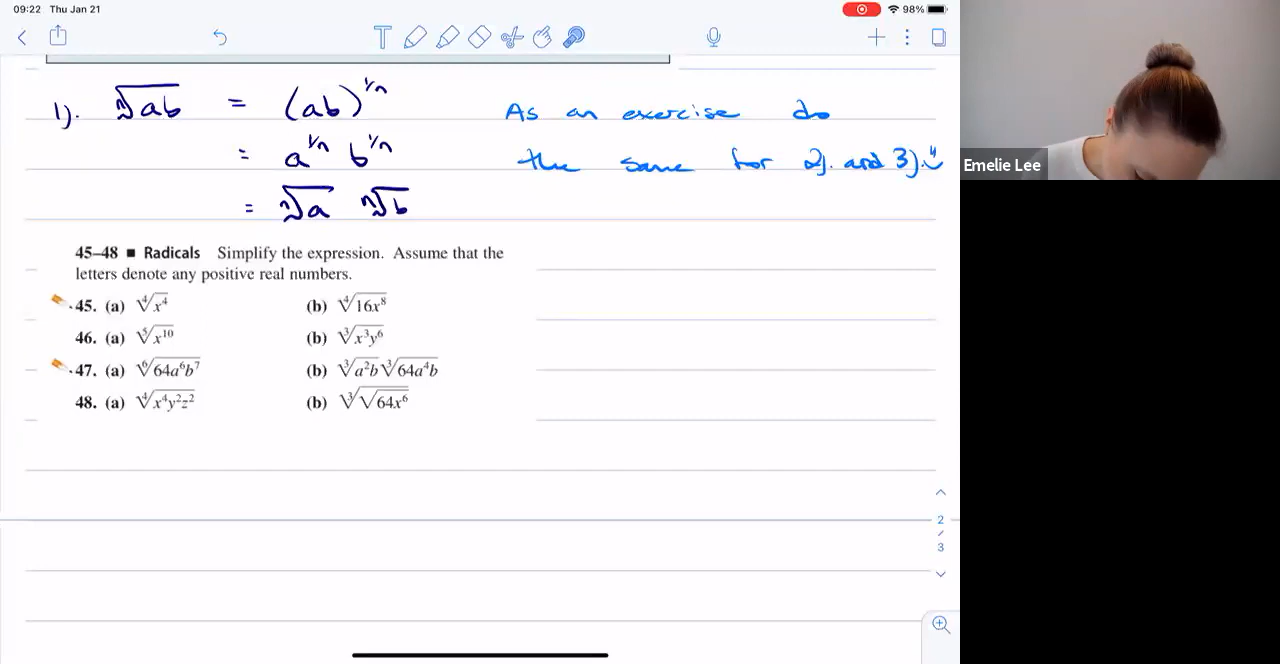 09:22 Thu Jan 21
98%
1). ⁿ√ab = (ab)^1/n As an exercise do
= a^1/n b^1/n the same for 2). and 3).
= ⁿ√a ⁿ√b
Emelie Lee
45–48 ■ Radicals Simplify the expression. Assume that the
letters denote any positive real numbers.
45. (a) ⁴√x⁴ (b) ⁴√16x⁸
46. (a) ⁵√x¹⁰ (b) ³√x³y⁶
47. (a) ⁶√64a⁶b⁷ (b) ³√a²b ³√64a⁴b
48. (a) ⁴√x⁴y²z² (b) ³√√64x⁶
2
/
3